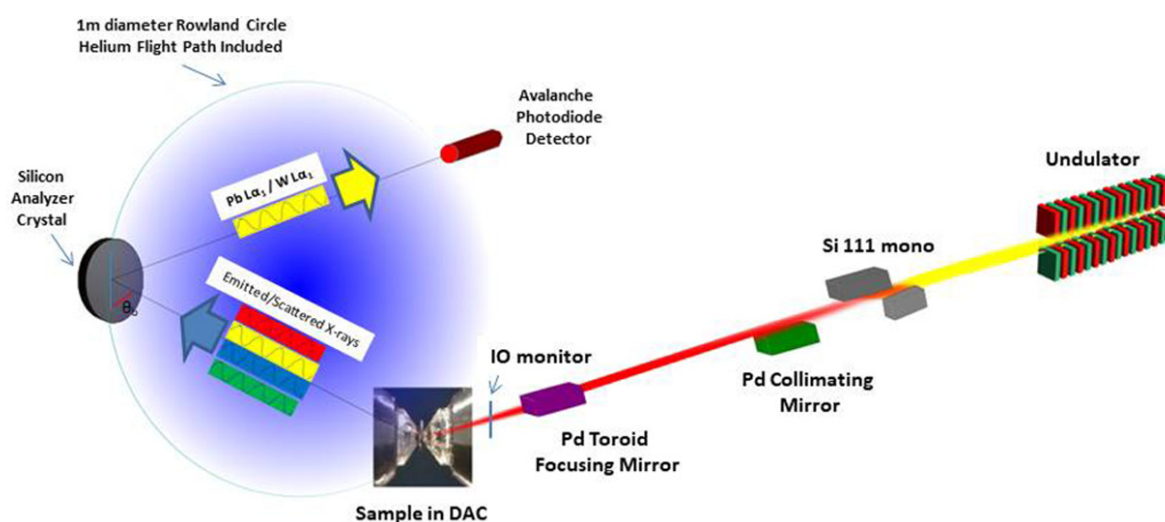 1m diameter Rowland Circle
Helium Flight Path Included
Avalanche
Photodiode
Detector
Undulator
Silicon
Analyzer
Crystal
Pb Lα₁ / W Lα₁
Si 111 mono
Emitted/Scattered X-rays
θ_B
IO monitor
Pd Collimating
Mirror
Pd Toroid
Focusing Mirror
Sample in DAC